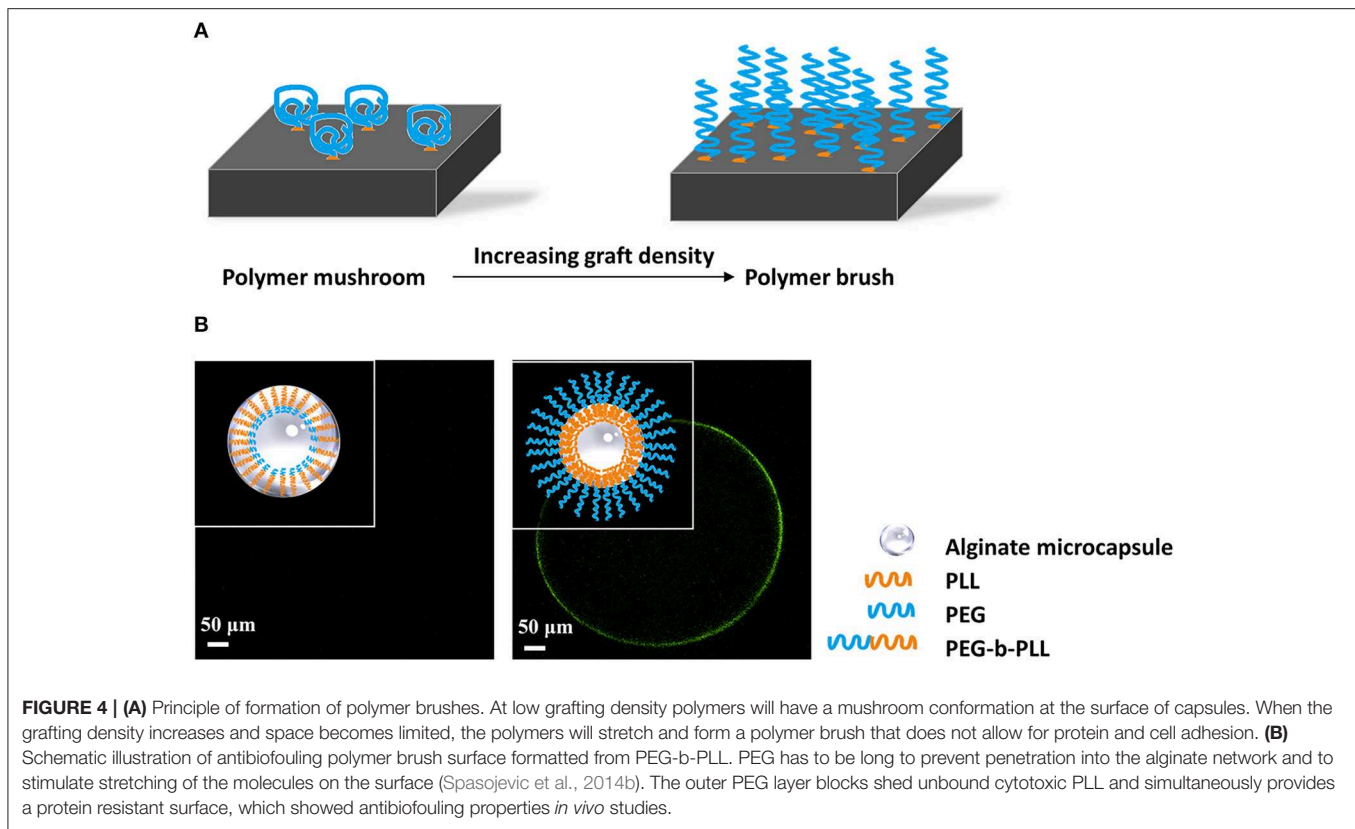 A
Increasing graft density
Polymer mushroom
Polymer brush
B
50 µm
50 µm
Alginate microcapsule
PLL
PEG
PEG-b-PLL
FIGURE 4 | (A) Principle of formation of polymer brushes. At low grafting density polymers will have a mushroom conformation at the surface of capsules. When the
grafting density increases and space becomes limited, the polymers will stretch and form a polymer brush that does not allow for protein and cell adhesion. (B)
Schematic illustration of antibiofouling polymer brush surface formatted from PEG-b-PLL. PEG has to be long to prevent penetration into the alginate network and to
stimulate stretching of the molecules on the surface (Spasojevic et al., 2014b). The outer PEG layer blocks shed unbound cytotoxic PLL and simultaneously provides
a protein resistant surface, which showed antibiofouling properties in vivo studies.